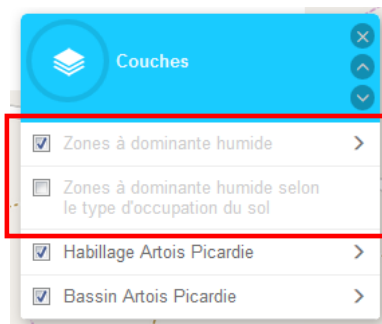 Couches
Zones à dominante humide
Zones à dominante humide selon
le type d'occupation du sol
Habillage Artois Picardie
Bassin Artois Picardie